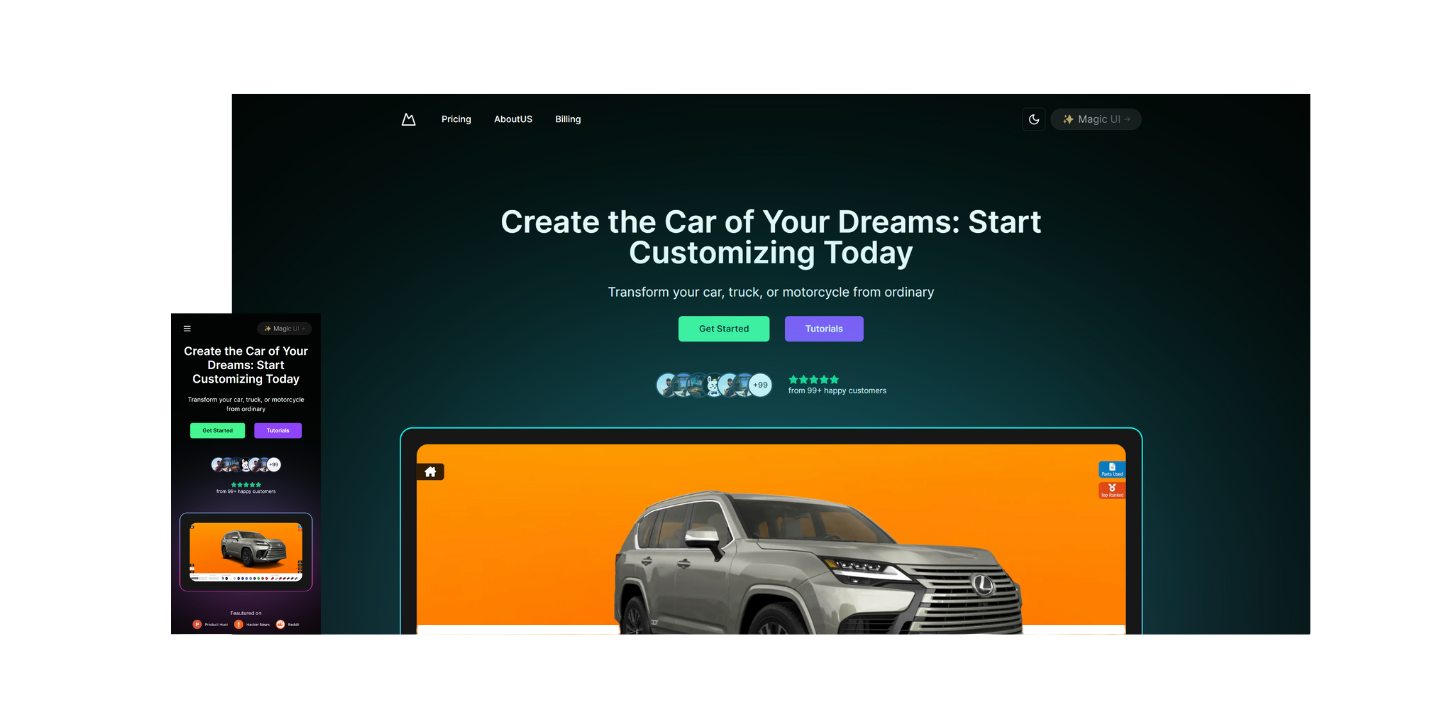 Pricing AboutUS Billing
✨ Magic UI →
Create the Car of Your Dreams: Start
Customizing Today
Transform your car, truck, or motorcycle from ordinary
Get Started Tutorials
+99
from 99+ happy customers
Parts Used
Top Ranked
✨ Magic UI →
Create the Car of Your
Dreams: Start
Customizing Today
Transform your car, truck, or motorcycle
from ordinary
Get Started Tutorials
+99
from 99+ happy customers
Feautured on
Product Hunt Hacker News Reddit